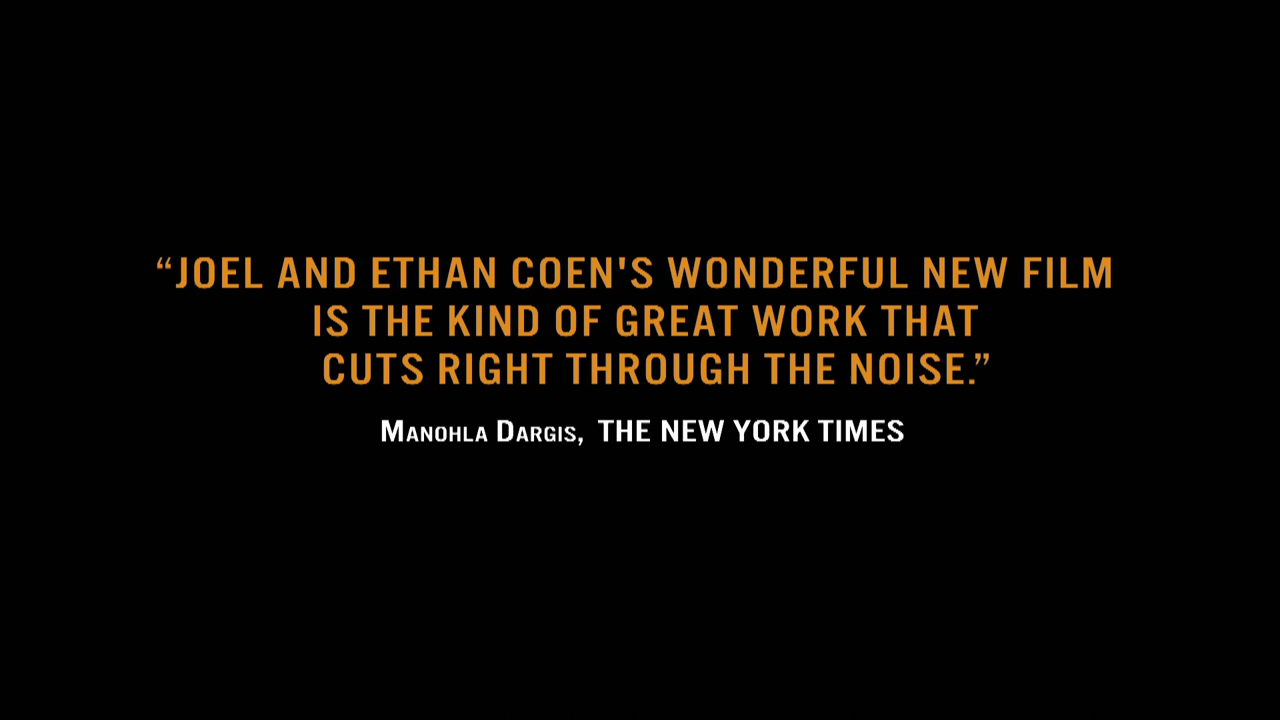 “JOEL AND ETHAN COEN'S WONDERFUL NEW FILM
IS THE KIND OF GREAT WORK THAT
CUTS RIGHT THROUGH THE NOISE.”
MANOHLA DARGIS, THE NEW YORK TIMES